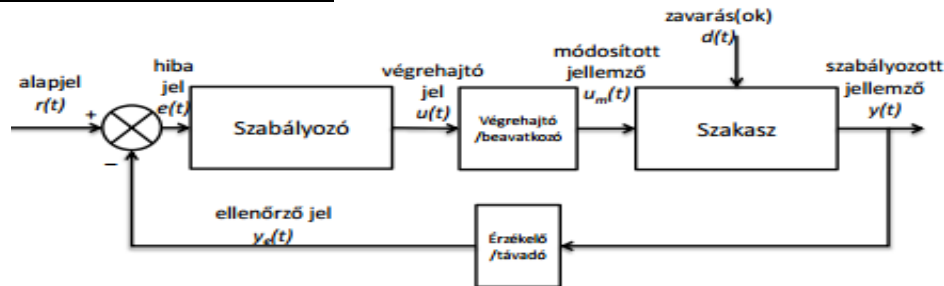 zavarás(ok)
d(t)
hiba
jel
e(t)
végrehajtó
jel
u(t)
módosított
jellemző
u_m(t)
szabályozott
jellemző
y(t)
alapjel
r(t)
+
−
Szabályozó
Végrehajtó
/beavatkozó
Szakasz
ellenőrző jel
y_e(t)
Érzékelő
/távadó